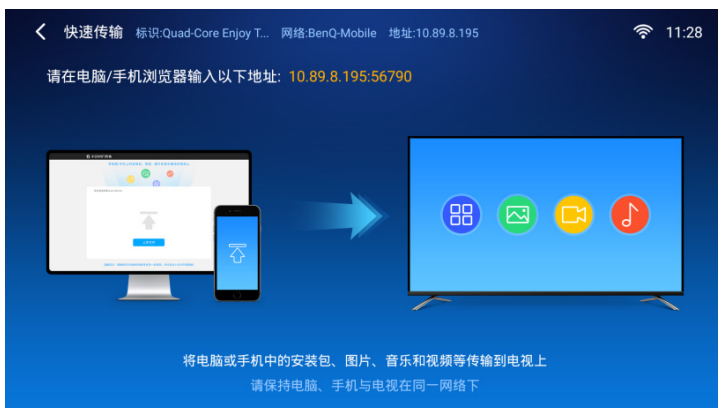 快速传输 标识:Quad-Core Enjoy T... 网络:BenQ-Mobile 地址:10.89.8.195 11:28
请在电脑/手机浏览器输入以下地址: 10.89.8.195:56790
将电脑或手机中的安装包、图片、音乐和视频等传输到电视上
请保持电脑、手机与电视在同一网络下